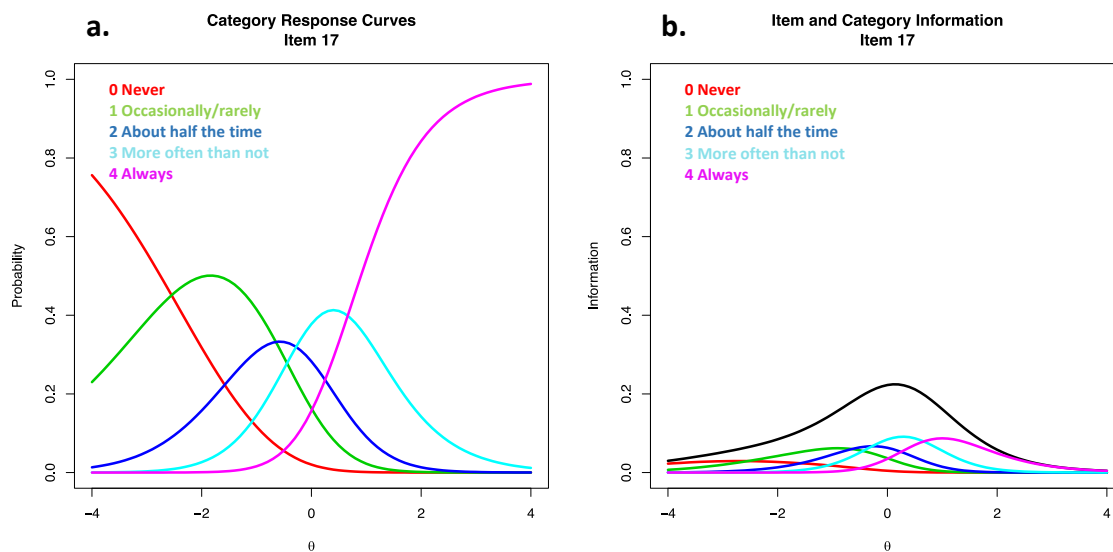 a.
Category Response Curves
Item 17
0 Never
1 Occasionally/rarely
2 About half the time
3 More often than not
4 Always
Probability
1.0
0.8
0.6
0.4
0.2
0.0
−4
−2
0
2
4
θ
b.
Item and Category Information
Item 17
0 Never
1 Occasionally/rarely
2 About half the time
3 More often than not
4 Always
Information
1.0
0.8
0.6
0.4
0.2
0.0
−4
−2
0
2
4
θ